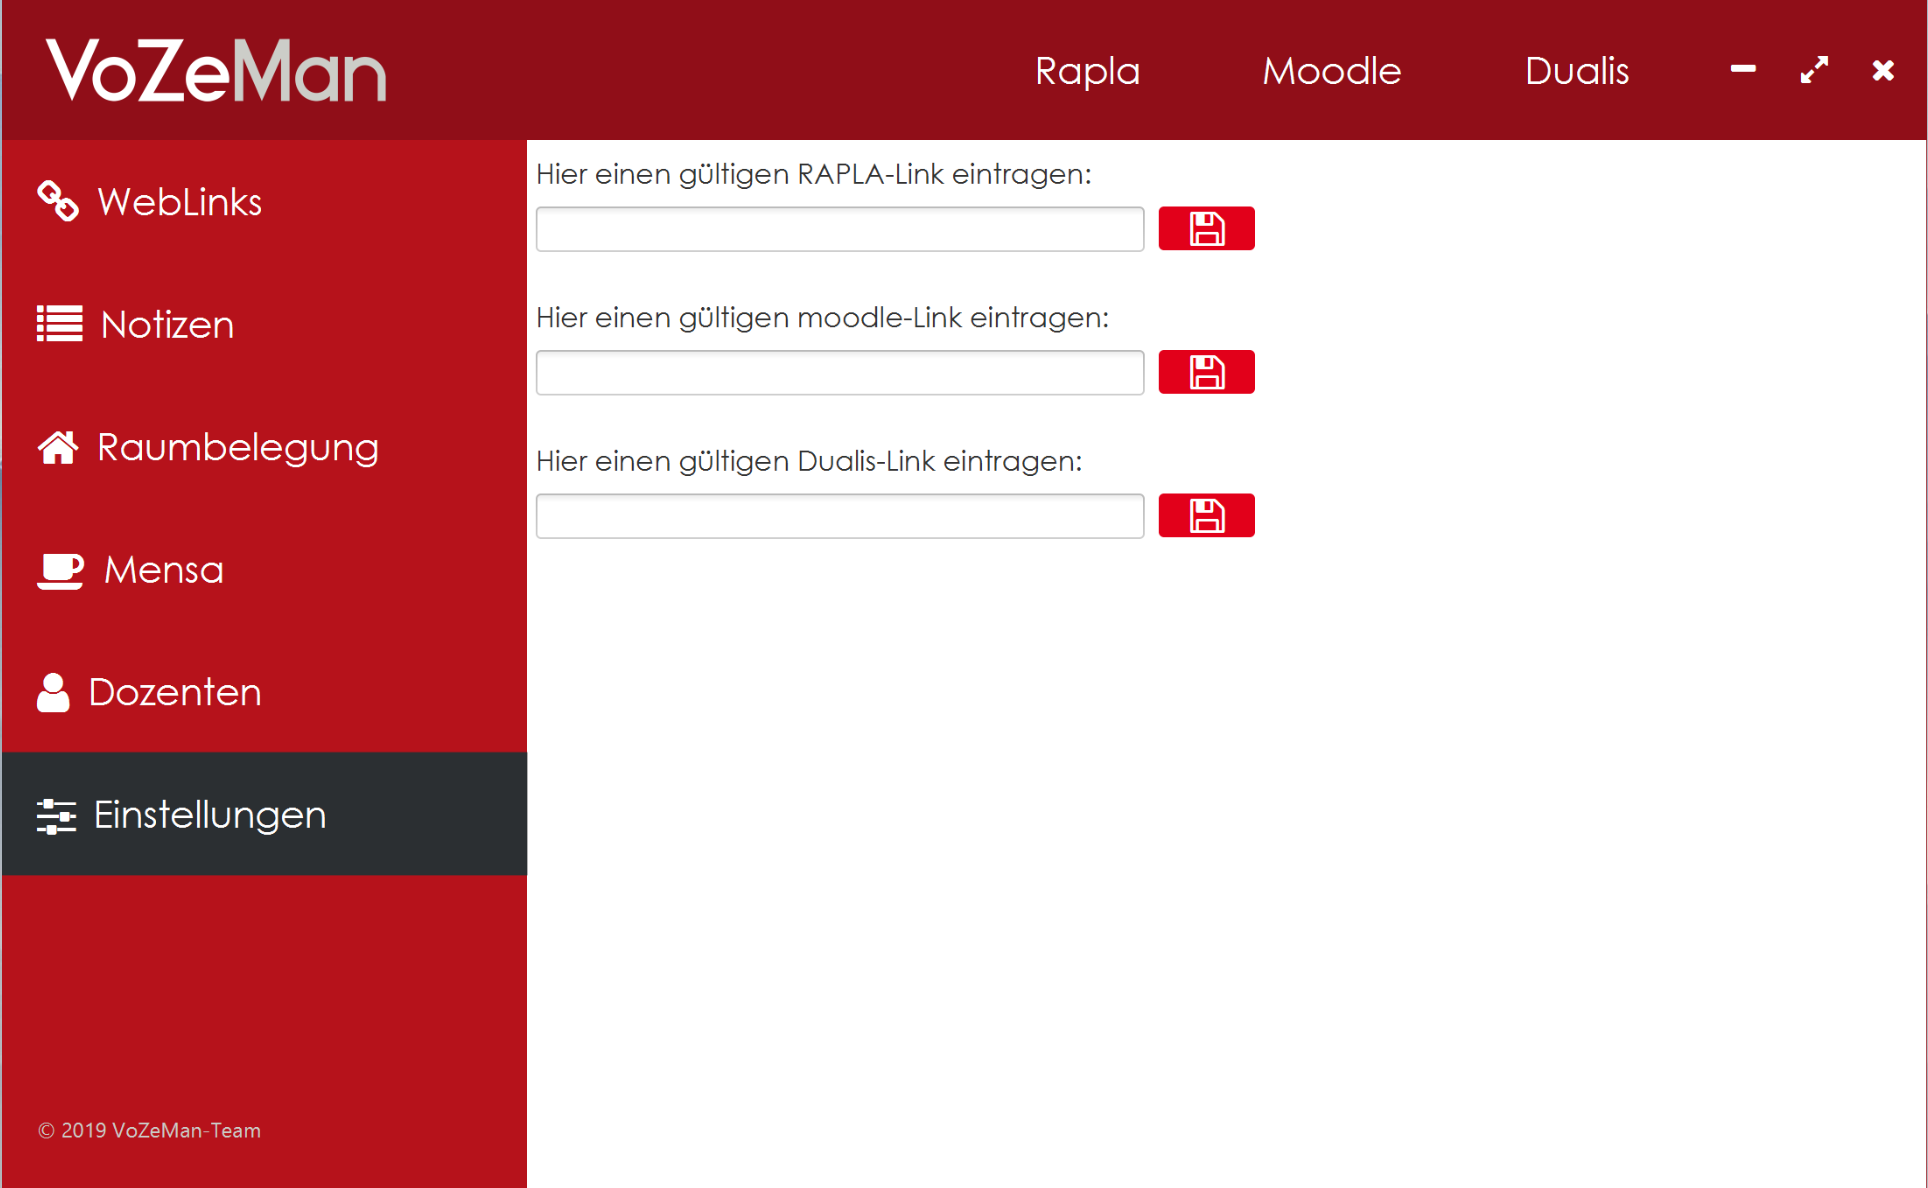 VoZeMan
Rapla
Moodle
Dualis
WebLinks
Notizen
Raumbelegung
Mensa
Dozenten
Einstellungen
© 2019 VoZeMan-Team
Hier einen gültigen RAPLA-Link eintragen:
Hier einen gültigen moodle-Link eintragen:
Hier einen gültigen Dualis-Link eintragen: